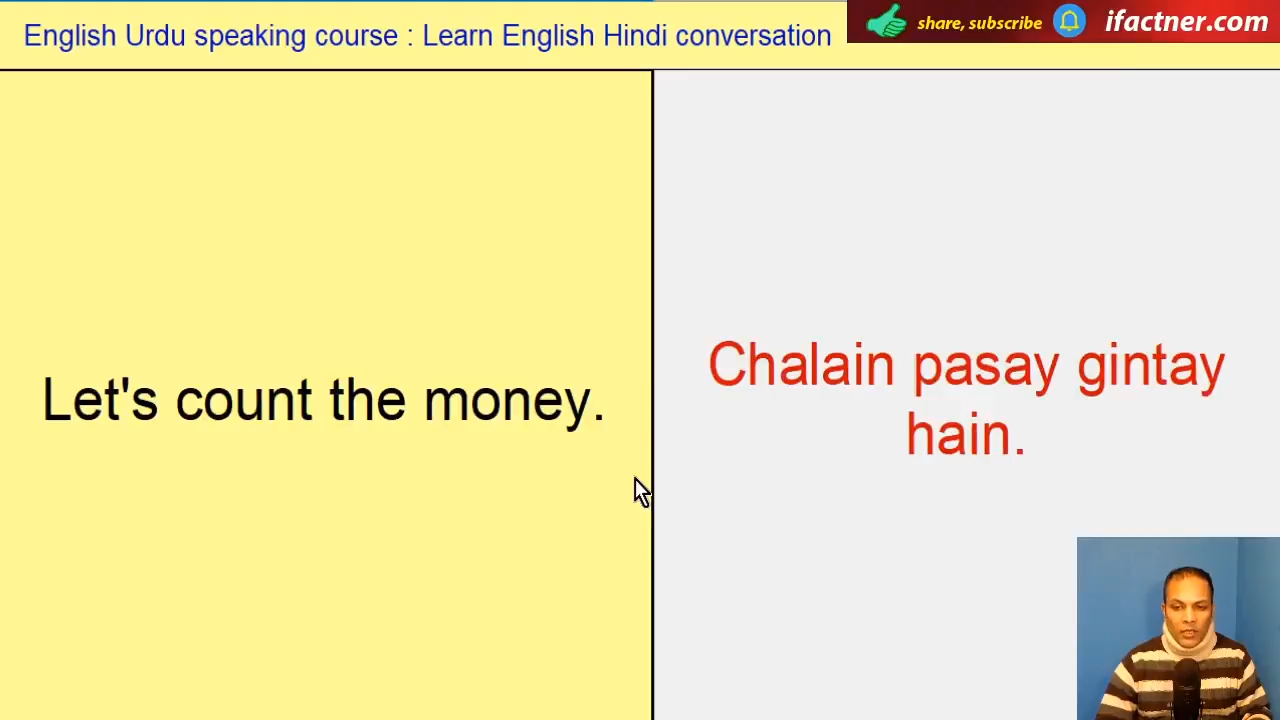 English Urdu speaking course : Learn English Hindi conversation
share, subscribe
ifactner.com
Let's count the money.
Chalain pasay gintay
hain.